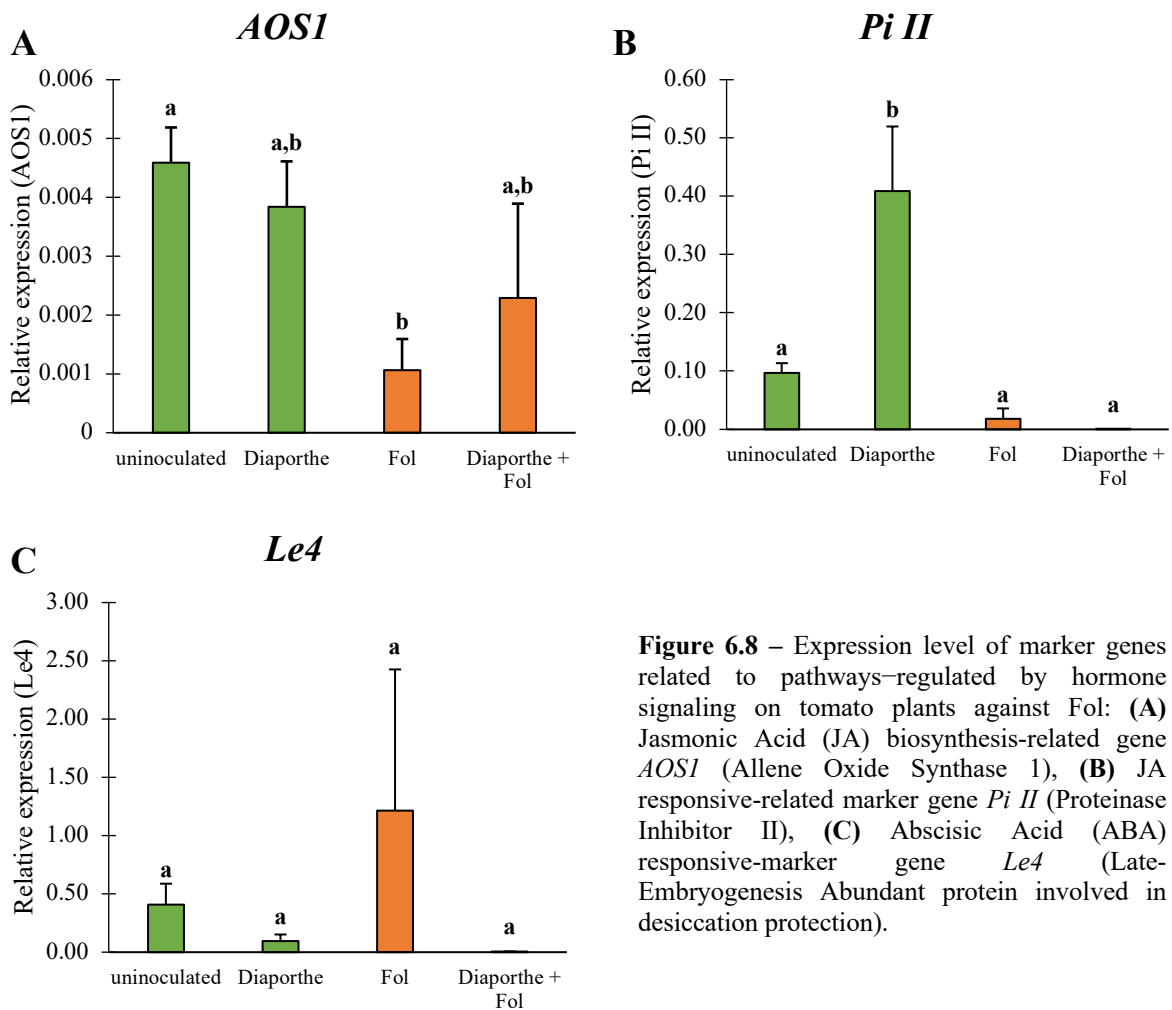 A
AOS1
Relative expression (AOS1)
0.006
0.005
0.004
0.003
0.002
0.001
0
a
a,b
b
a,b
uninoculated
Diaporthe
Fol
Diaporthe +
Fol
B
Pi II
Relative expression (Pi II)
0.60
0.50
0.40
0.30
0.20
0.10
0.00
a
b
a
a
uninoculated
Diaporthe
Fol
Diaporthe +
Fol
C
Le4
Relative expression (Le4)
3.00
2.50
2.00
1.50
1.00
0.50
0.00
a
a
a
a
uninoculated
Diaporthe
Fol
Diaporthe +
Fol
Figure 6.8 – Expression level of marker genes
related to pathways−regulated by hormone
signaling on tomato plants against Fol: (A)
Jasmonic Acid (JA) biosynthesis-related gene
AOS1 (Allene Oxide Synthase 1), (B) JA
responsive-related marker gene Pi II (Proteinase
Inhibitor II), (C) Abscisic Acid (ABA)
responsive-marker gene Le4 (Late-
Embryogenesis Abundant protein involved in
desiccation protection).